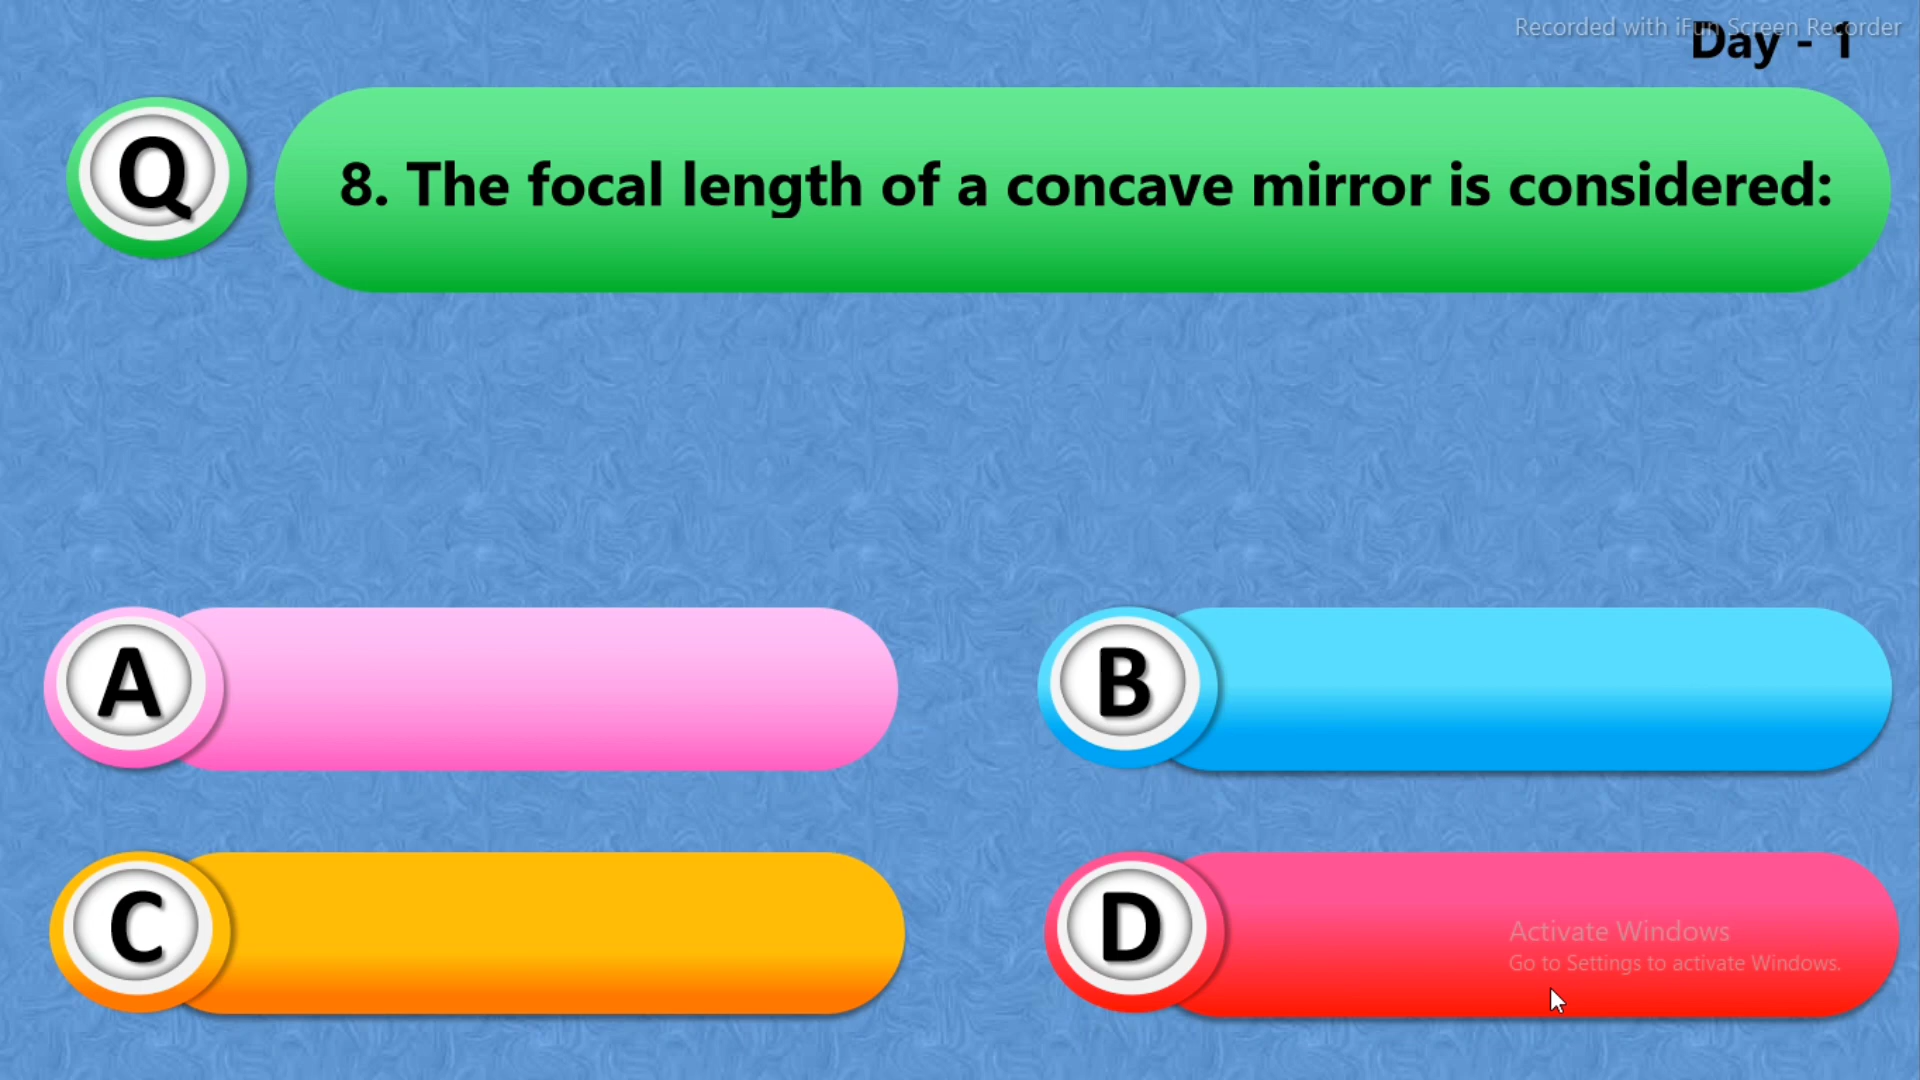 Recorded with iFun Screen Recorder
Day - 1
Q
8. The focal length of a concave mirror is considered:
A
B
C
D
Activate Windows
Go to Settings to activate Windows.